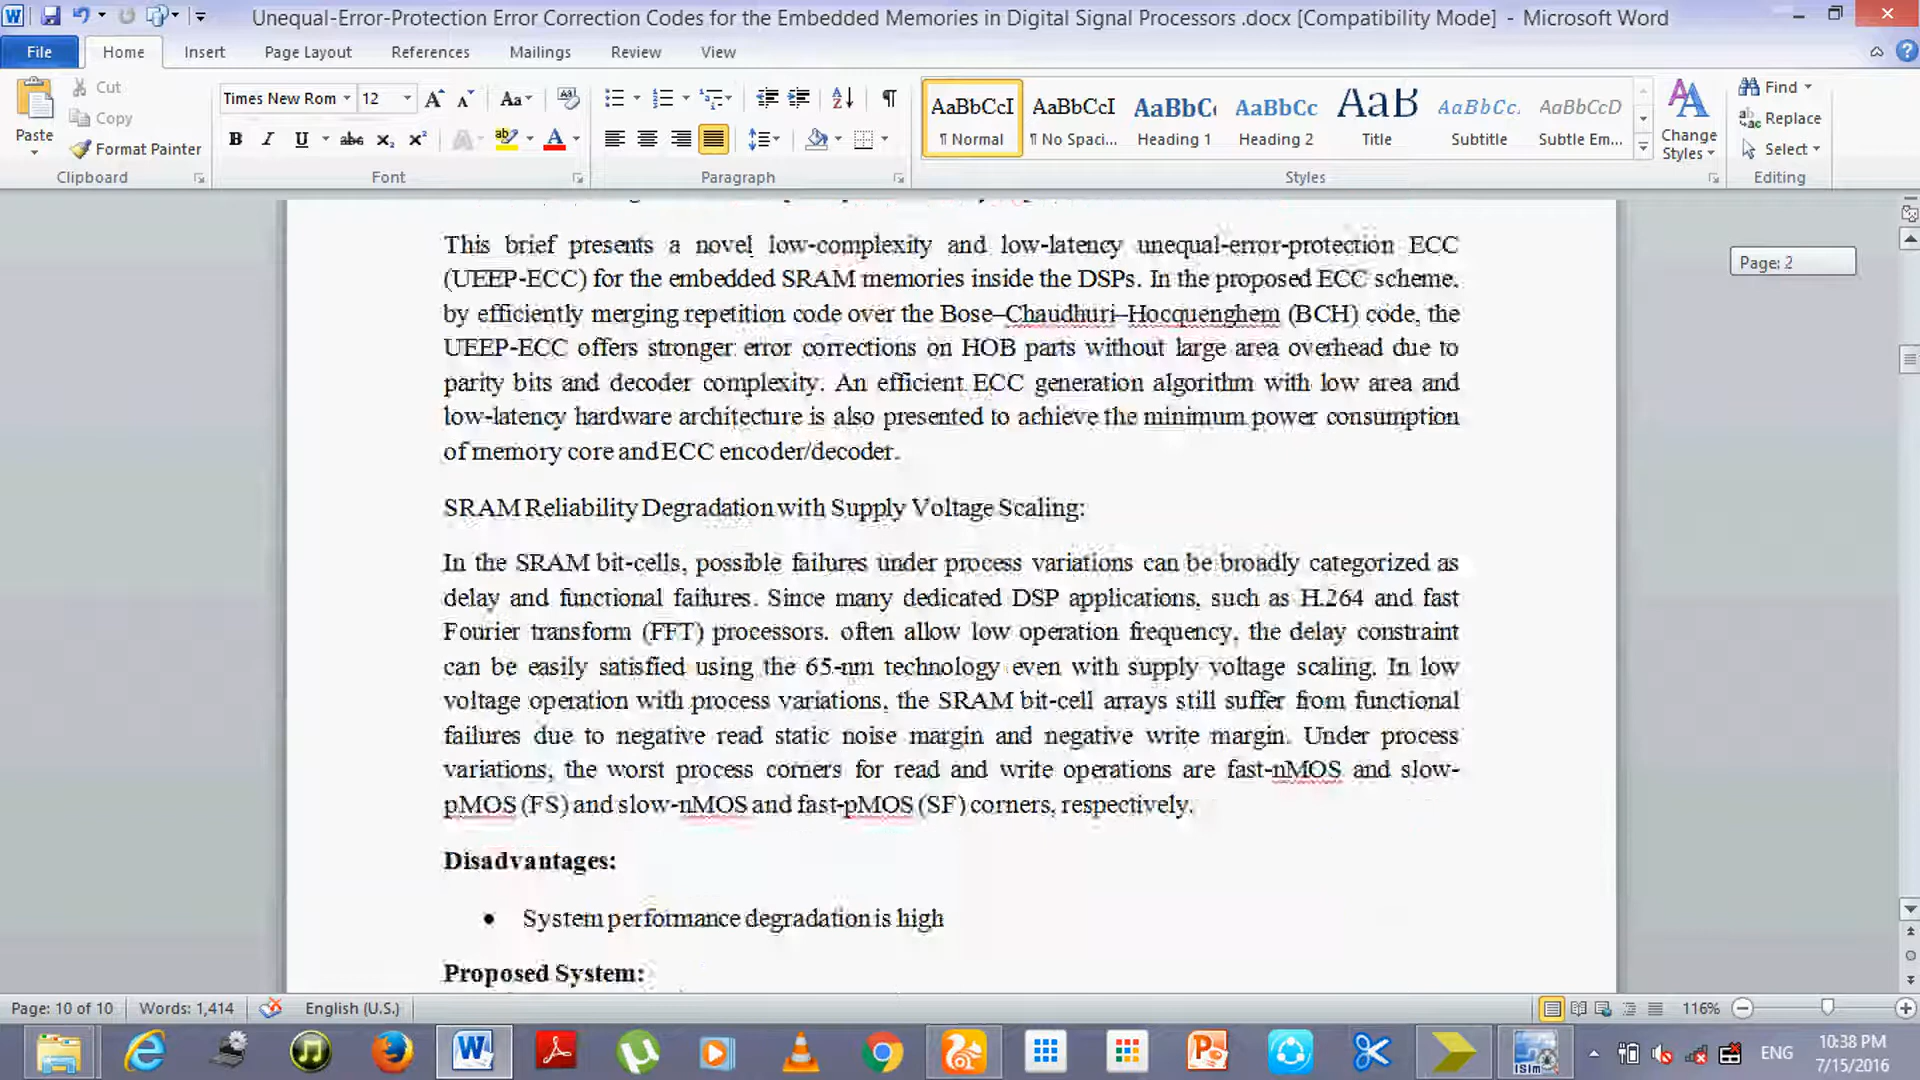 Unequal-Error-Protection Error Correction Codes for the Embedded Memories in Digital Signal Processors .docx [Compatibility Mode] - Microsoft Word
File Home Insert Page Layout References Mailings Review View
Cut
Copy
Format Painter
Paste
Clipboard
Times New Rom 12
Font
Paragraph
AaBbCcI AaBbCcI AaBbC AaBbCc AaB AaBbCc. AaBbCcD
¶ Normal ¶ No Spaci... Heading 1 Heading 2 Title Subtitle Subtle Em...
Change Styles
Styles
Find
Replace
Select
Editing
Page: 2
This brief presents a novel low-complexity and low-latency unequal-error-protection ECC
(UEEP-ECC) for the embedded SRAM memories inside the DSPs. In the proposed ECC scheme,
by efficiently merging repetition code over the Bose–Chaudhuri–Hocquenghem (BCH) code, the
UEEP-ECC offers stronger error corrections on HOB parts without large area overhead due to
parity bits and decoder complexity. An efficient ECC generation algorithm with low area and
low-latency hardware architecture is also presented to achieve the minimum power consumption
of memory core and ECC encoder/decoder.
SRAM Reliability Degradation with Supply Voltage Scaling:
In the SRAM bit-cells, possible failures under process variations can be broadly categorized as
delay and functional failures. Since many dedicated DSP applications, such as H.264 and fast
Fourier transform (FFT) processors, often allow low operation frequency, the delay constraint
can be easily satisfied using the 65-nm technology even with supply voltage scaling. In low
voltage operation with process variations, the SRAM bit-cell arrays still suffer from functional
failures due to negative read static noise margin and negative write margin. Under process
variations, the worst process corners for read and write operations are fast-nMOS and slow-
pMOS (FS) and slow-nMOS and fast-pMOS (SF) corners, respectively.
Disadvantages:
• System performance degradation is high
Proposed System:
Page: 10 of 10 Words: 1,414 English (U.S.) 116%
ISim
ENG
10:38 PM
7/15/2016